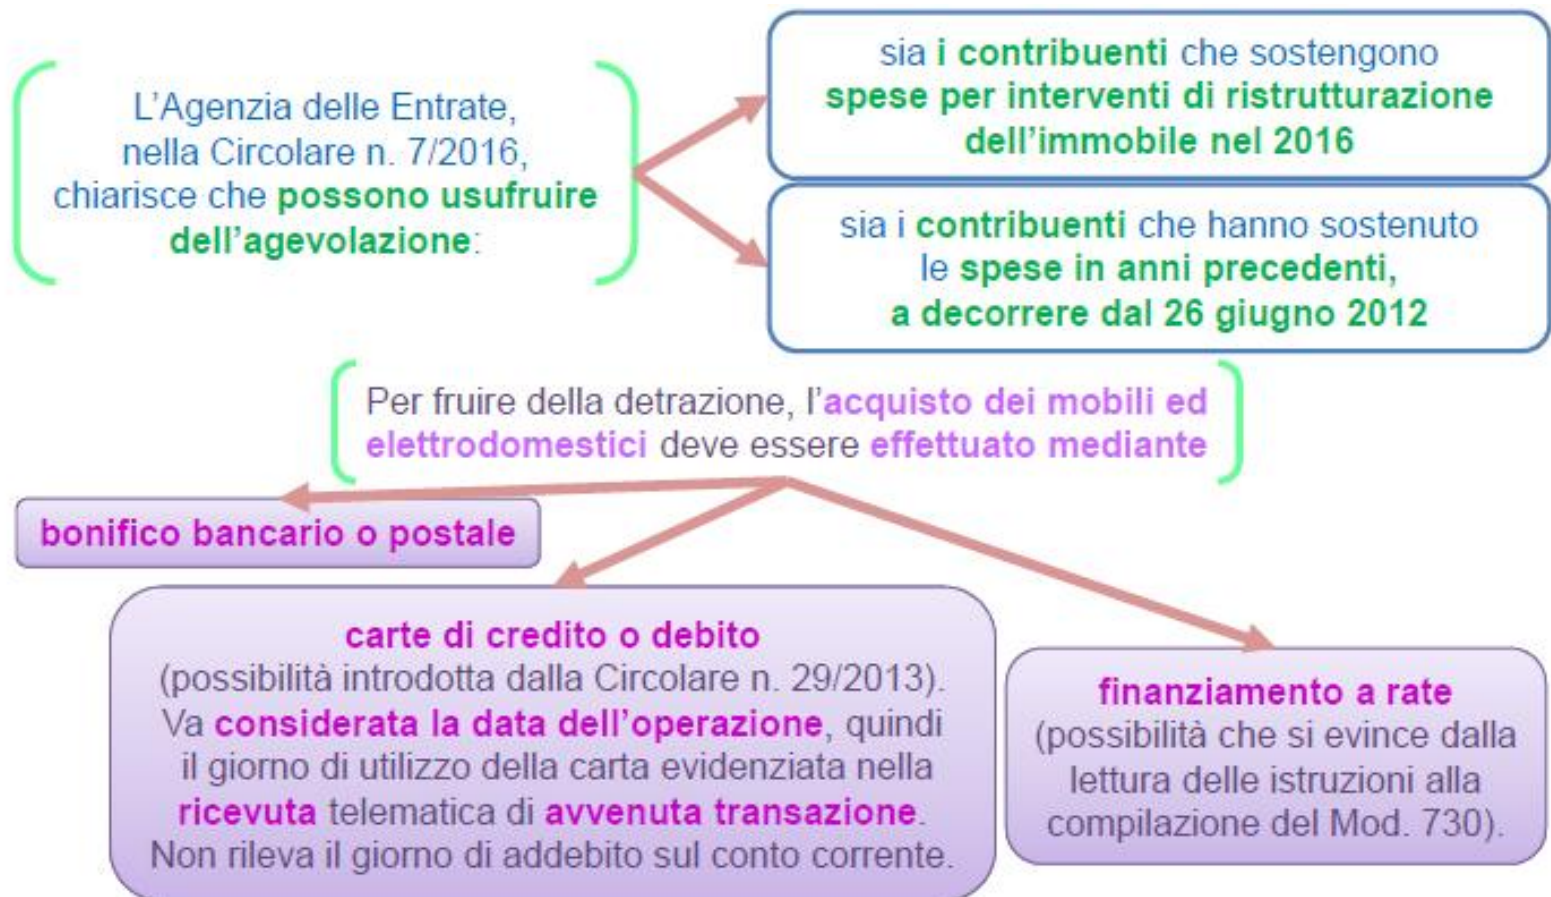 L'Agenzia delle Entrate,
nella Circolare n. 7/2016,
chiarisce che possono usufruire
dell'agevolazione:
sia i contribuenti che sostengono
spese per interventi di ristrutturazione
dell'immobile nel 2016
sia i contribuenti che hanno sostenuto
le spese in anni precedenti,
a decorrere dal 26 giugno 2012
Per fruire della detrazione, l'acquisto dei mobili ed
elettrodomestici deve essere effettuato mediante
bonifico bancario o postale
carte di credito o debito
(possibilità introdotta dalla Circolare n. 29/2013).
Va considerata la data dell'operazione, quindi
il giorno di utilizzo della carta evidenziata nella
ricevuta telematica di avvenuta transazione.
Non rileva il giorno di addebito sul conto corrente.
finanziamento a rate
(possibilità che si evince dalla
lettura delle istruzioni alla
compilazione del Mod. 730).